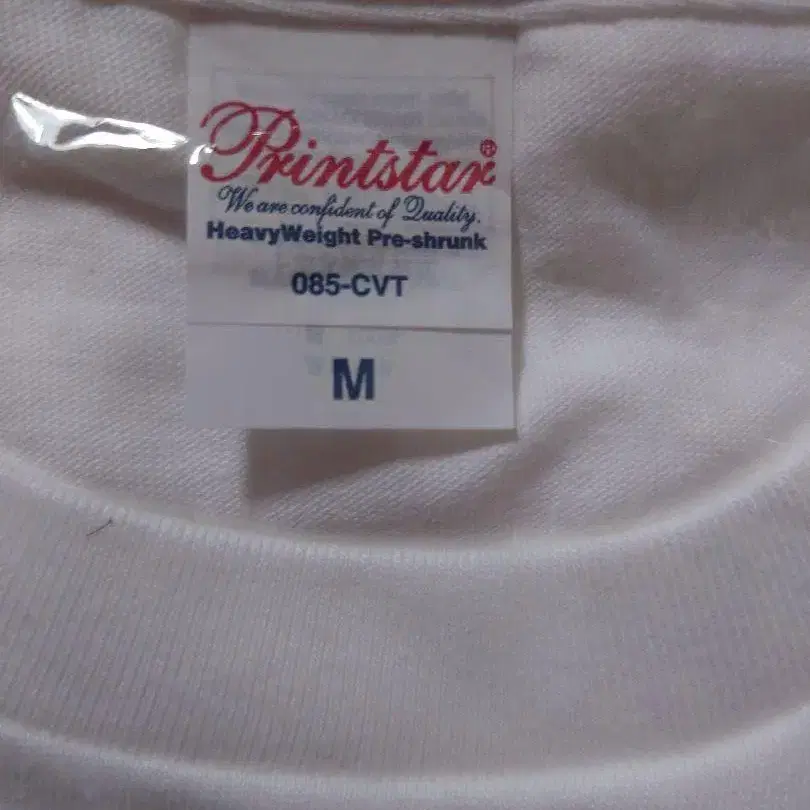 Printstar®
We are confident of Quality.
HeavyWeight Pre-shrunk
085-CVT
M